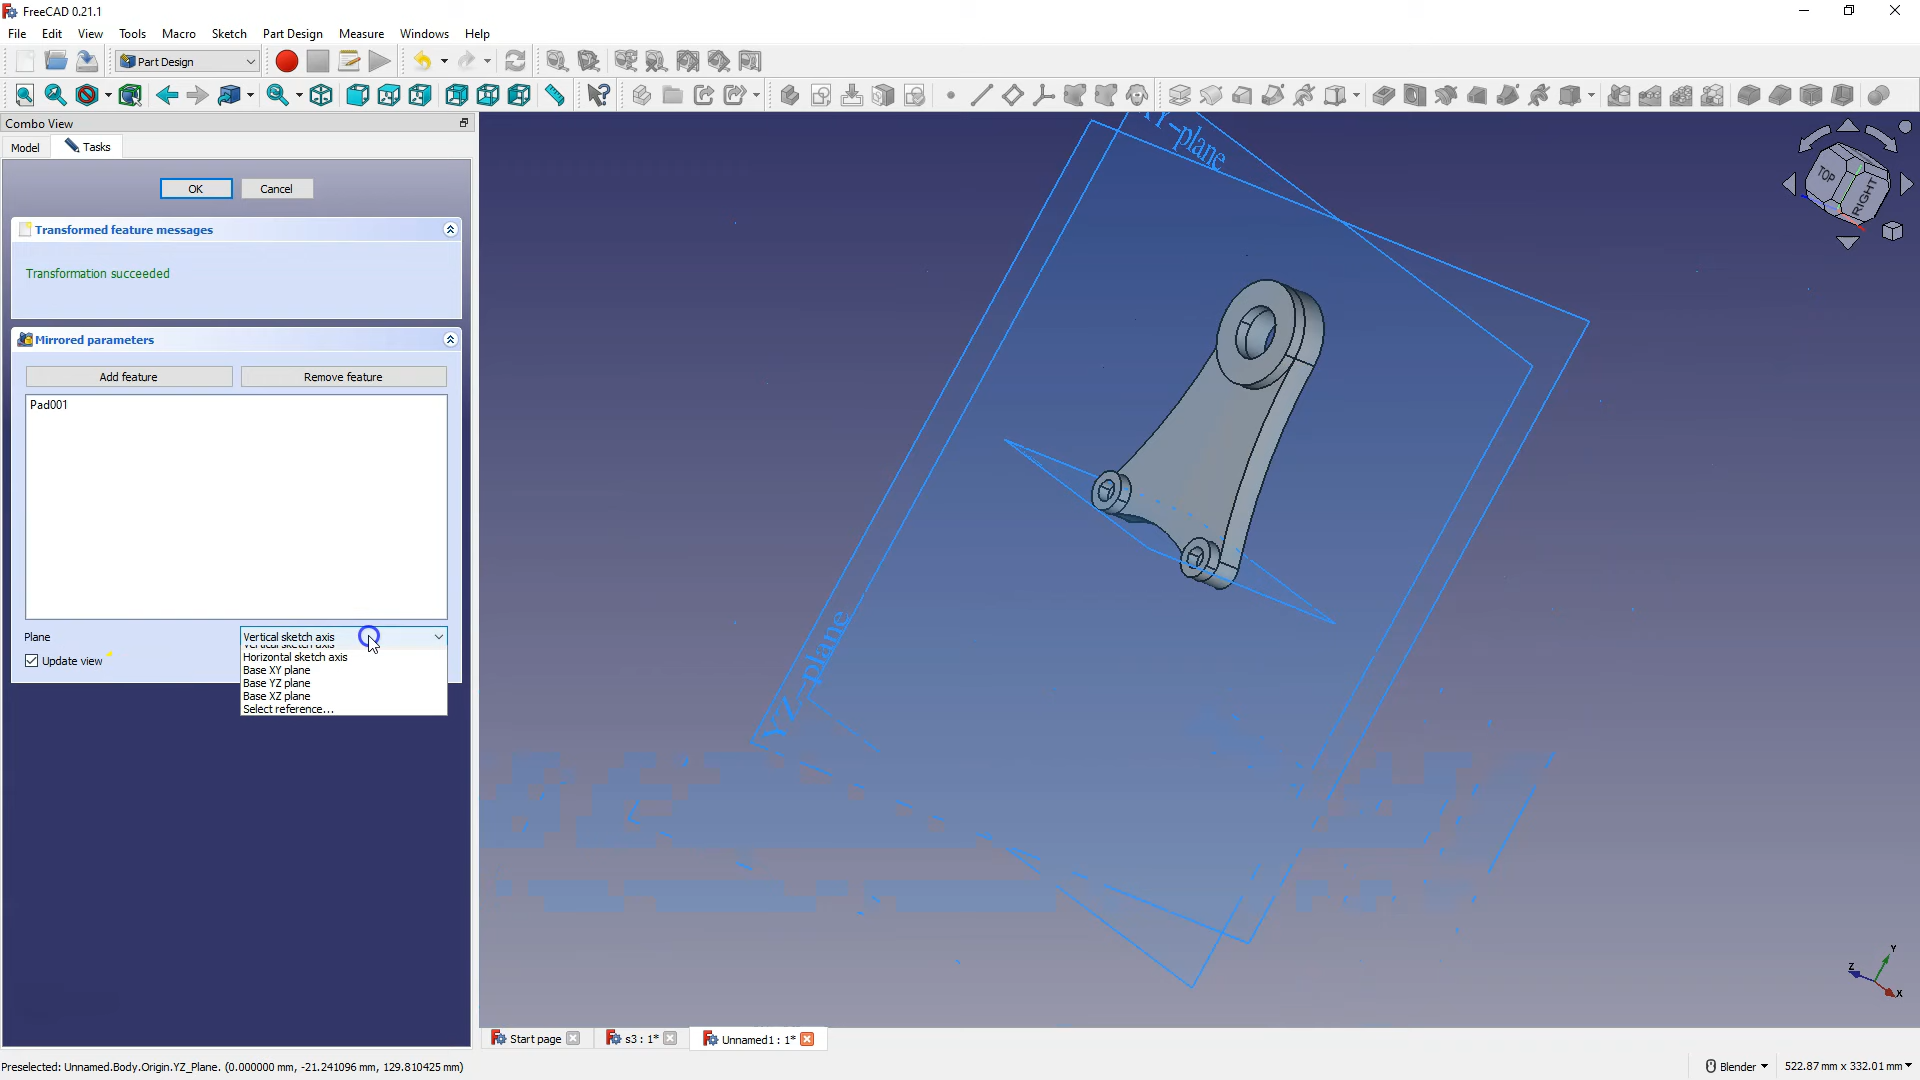 FreeCAD 0.21.1
File Edit View Tools Macro Sketch Part Design Measure Windows Help
Part Design
Combo View
Model Tasks
OK Cancel
Transformed feature messages
Transformation succeeded
Mirrored parameters
Add feature Remove feature
Pad001
Plane Vertical sketch axis
Vertical sketch axis
Update view
Horizontal sketch axis
Base XY plane
Base YZ plane
Base XZ plane
Select reference...
XY-plane
YZ-plane
TOP
RIGHT
Y
Z
X
Start page s3 : 1* Unnamed1 : 1*
Preselected: Unnamed.Body.Origin.YZ_Plane. (0.000000 mm, -21.241096 mm, 129.810425 mm)
Blender 522.87 mm x 332.01 mm